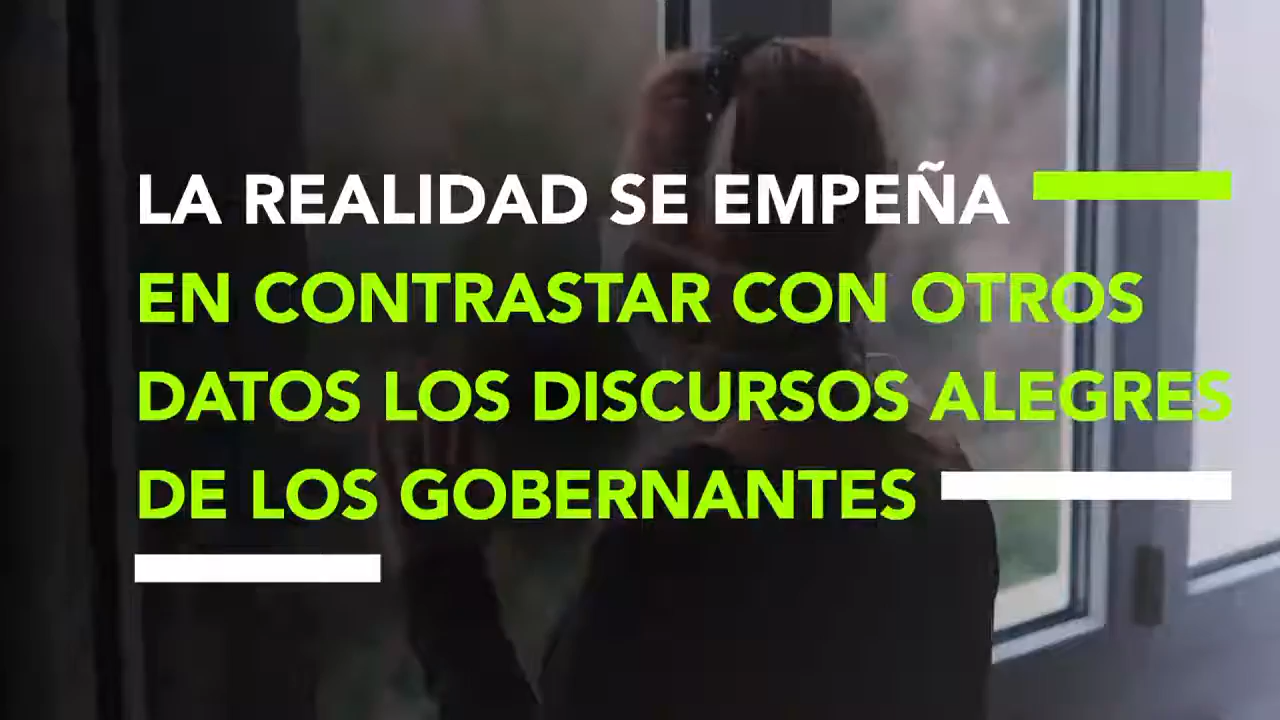 LA REALIDAD SE EMPEÑA
EN CONTRASTAR CON OTROS
DATOS LOS DISCURSOS ALEGRES
DE LOS GOBERNANTES